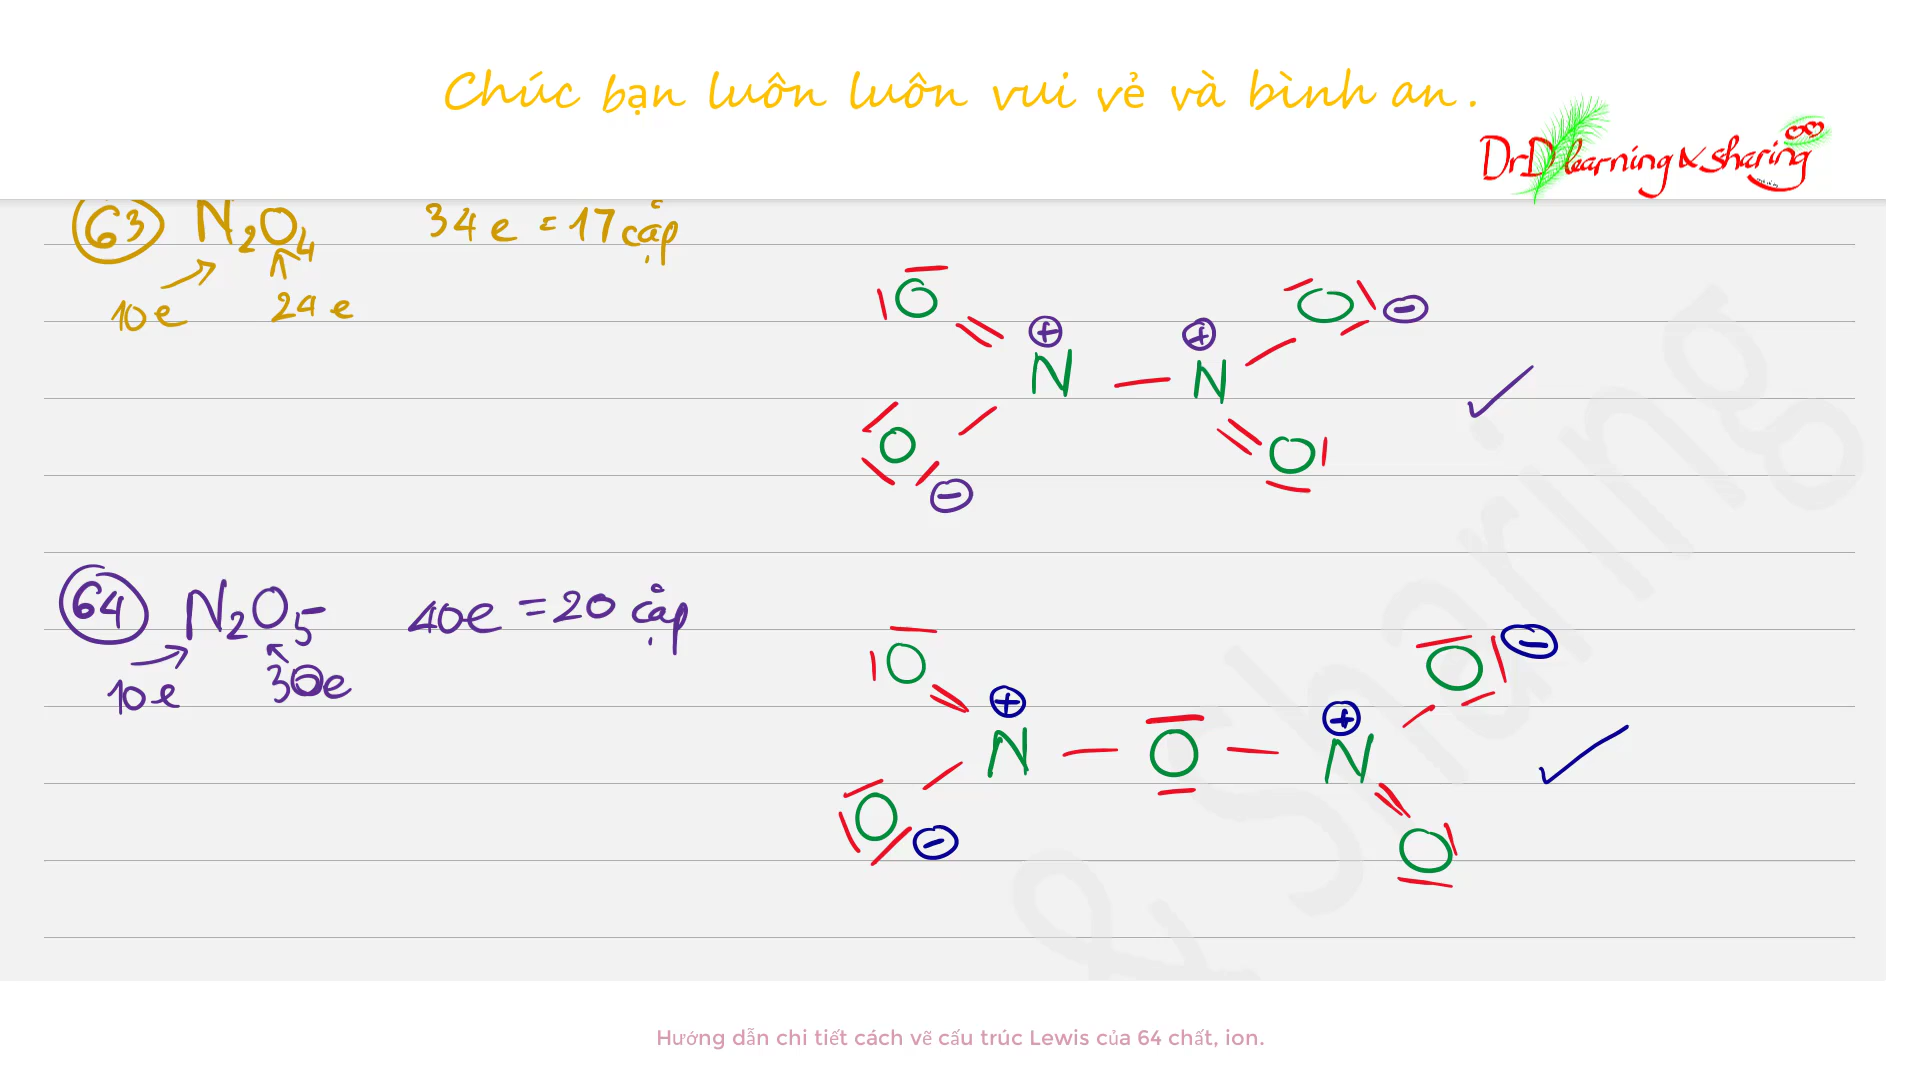 Chúc bạn luôn luôn vui vẻ và bình an.
DrD learning & sharing
63 N2O4 34e = 17 cặp
10e 24e
O O −
+ +
N — N
O O
−
64 N2O5 40e = 20 cặp
10e 30e
O O −
+ +
N — O — N
O − O
& Sharing
Hướng dẫn chi tiết cách vẽ cấu trúc Lewis của 64 chất, ion.